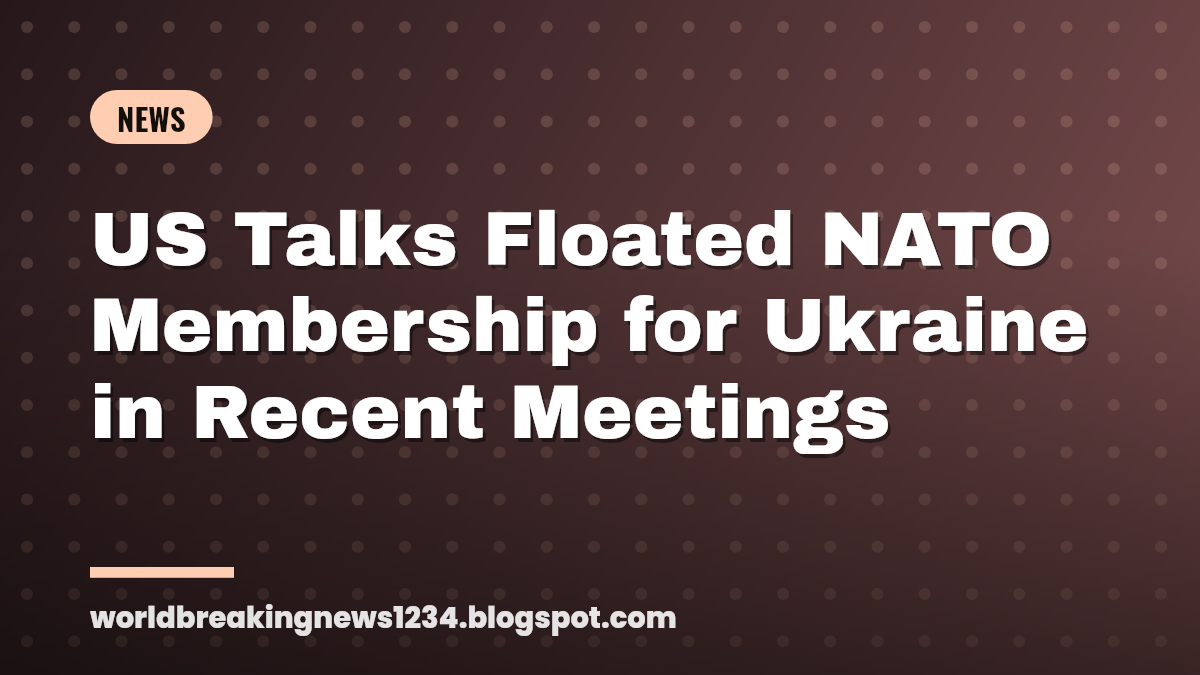 NEWS
US Talks Floated NATO
Membership for Ukraine
in Recent Meetings
worldbreakingnews1234.blogspot.com